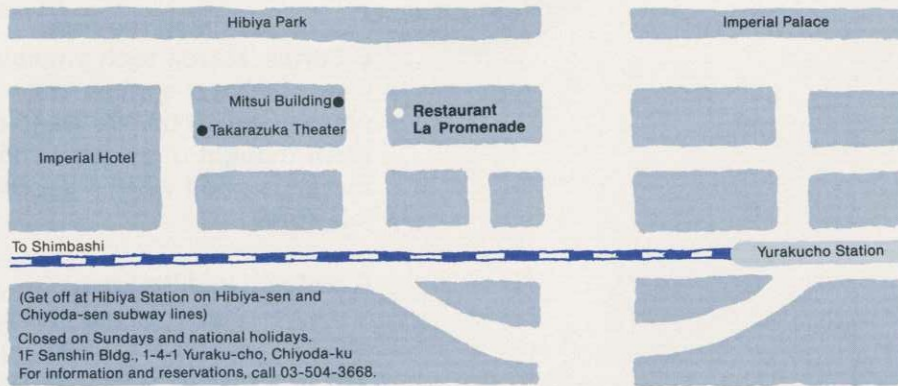 Hibiya Park
Imperial Palace
Mitsui Building
Takarazuka Theater
Restaurant
La Promenade
Imperial Hotel
To Shimbashi
Yurakucho Station
(Get off at Hibiya Station on Hibiya-sen and
Chiyoda-sen subway lines)
Closed on Sundays and national holidays.
1F Sanshin Bldg., 1-4-1 Yuraku-cho, Chiyoda-ku
For information and reservations, call 03-504-3668.